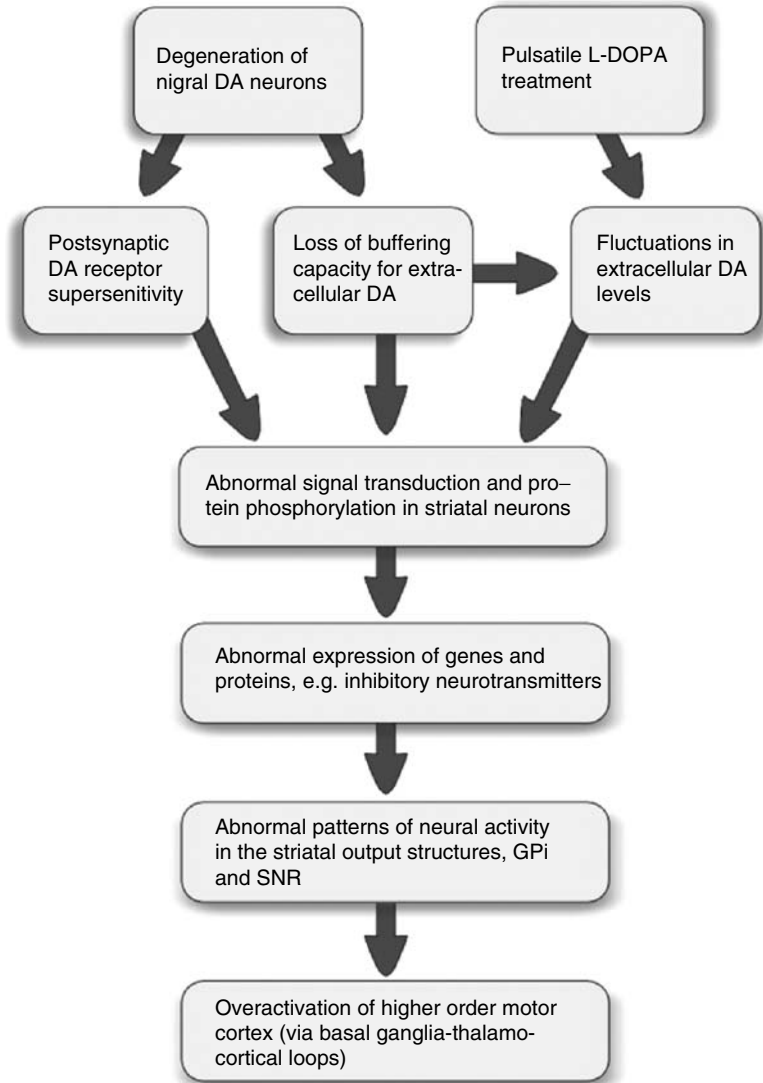 Degeneration of
nigral DA neurons
Pulsatile L-DOPA
treatment
Postsynaptic
DA receptor
supersenitivity
Loss of buffering
capacity for extra-
cellular DA
Fluctuations in
extracellular DA
levels
Abnormal signal transduction and pro–
tein phosphorylation in striatal neurons
Abnormal expression of genes and
proteins, e.g. inhibitory neurotransmitters
Abnormal patterns of neural activity
in the striatal output structures, GPi
and SNR
Overactivation of higher order motor
cortex (via basal ganglia-thalamo-
cortical loops)